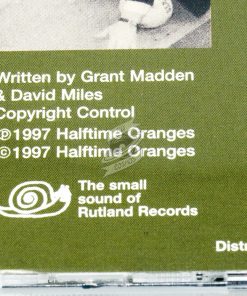 Written by Grant Madden
& David Miles
Copyright Control
℗1997 Halftime Oranges
©1997 Halftime Oranges
The small
sound of
Rutland Records